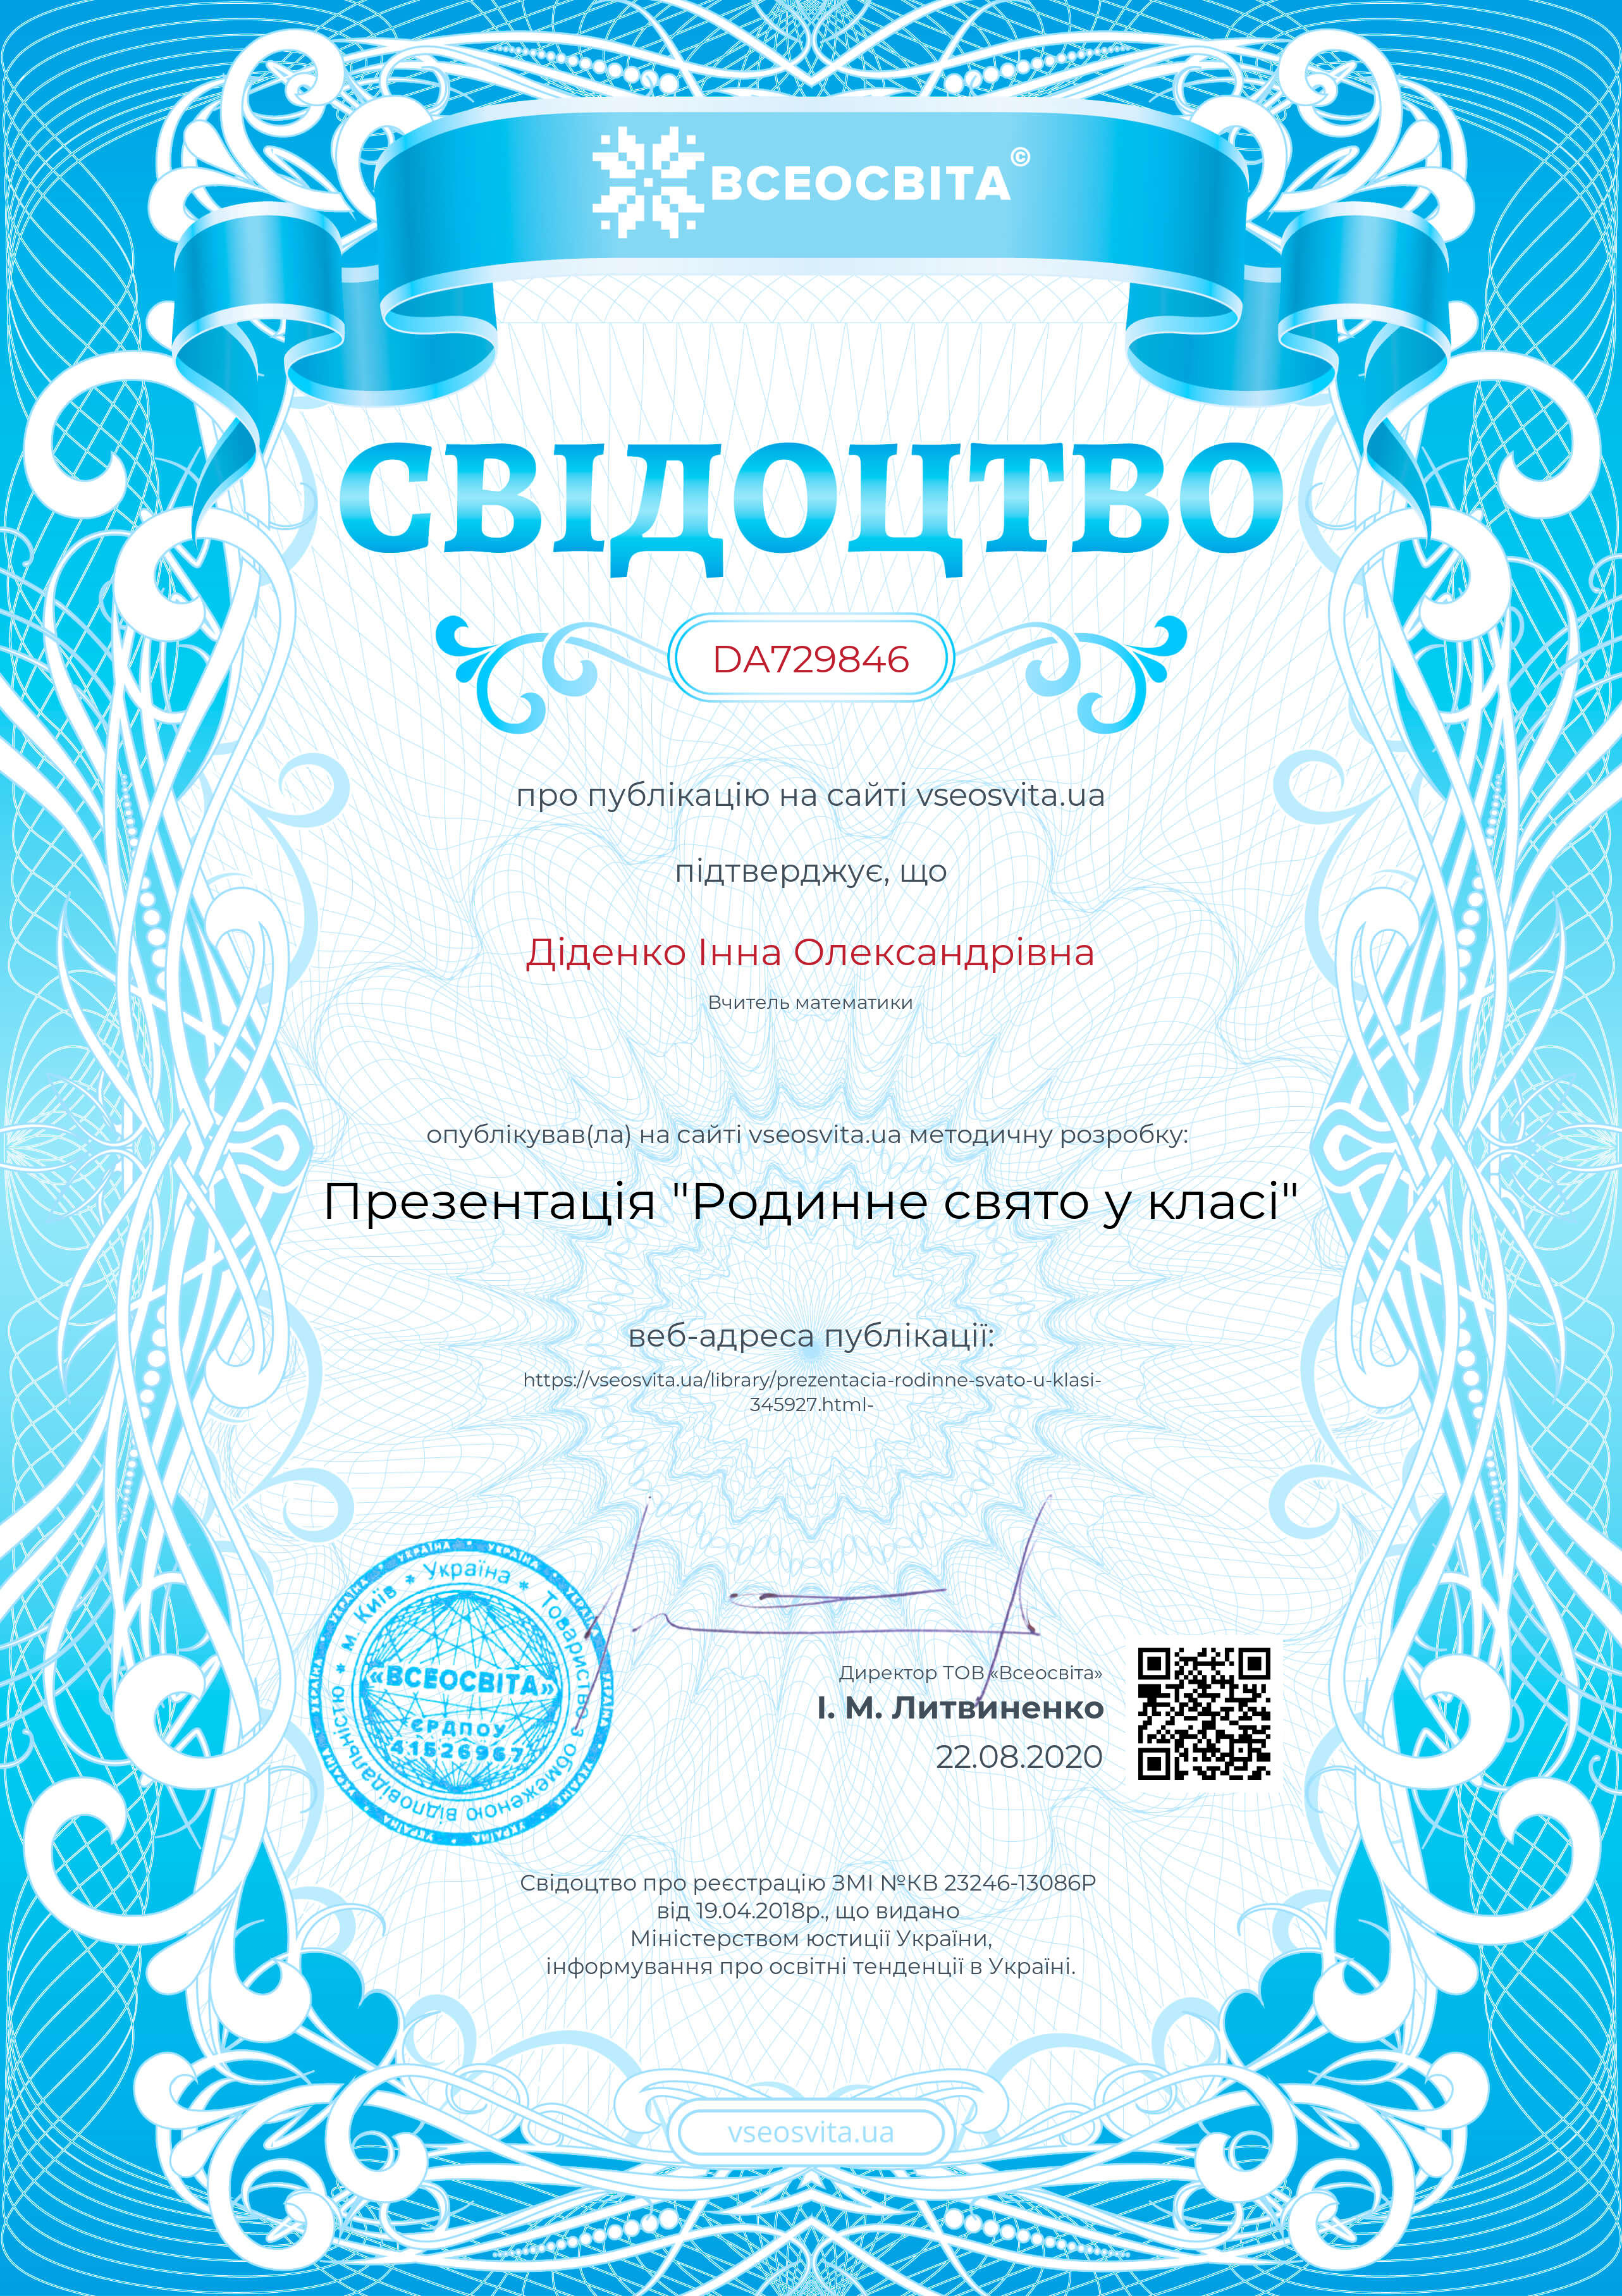 ВСЕОСВІТА©
СВІДОЦТВО
DA729846
про публікацію на сайті vseosvita.ua
підтверджує, що
Діденко Інна Олександрівна
Вчитель математики
опублікував(ла) на сайті vseosvita.ua методичну розробку:
Презентація "Родинне свято у класі"
веб-адреса публікації:
https://vseosvita.ua/library/prezentacia-rodinne-svato-u-klasi-
345927.html-
УКРАЇНА * УКРАЇНА * УКРАЇНА
* м. Київ * Україна * Товариство з обмеженою відповідальністю
«ВСЕОСВІТА»
ЄРДПОУ
41526967
Директор ТОВ «Всеосвіта»
І. М. Литвиненко
22.08.2020
Свідоцтво про реєстрацію ЗМІ №КВ 23246-13086Р
від 19.04.2018р., що видано
Міністерством юстиції України,
інформування про освітні тенденції в Україні.
vseosvita.ua